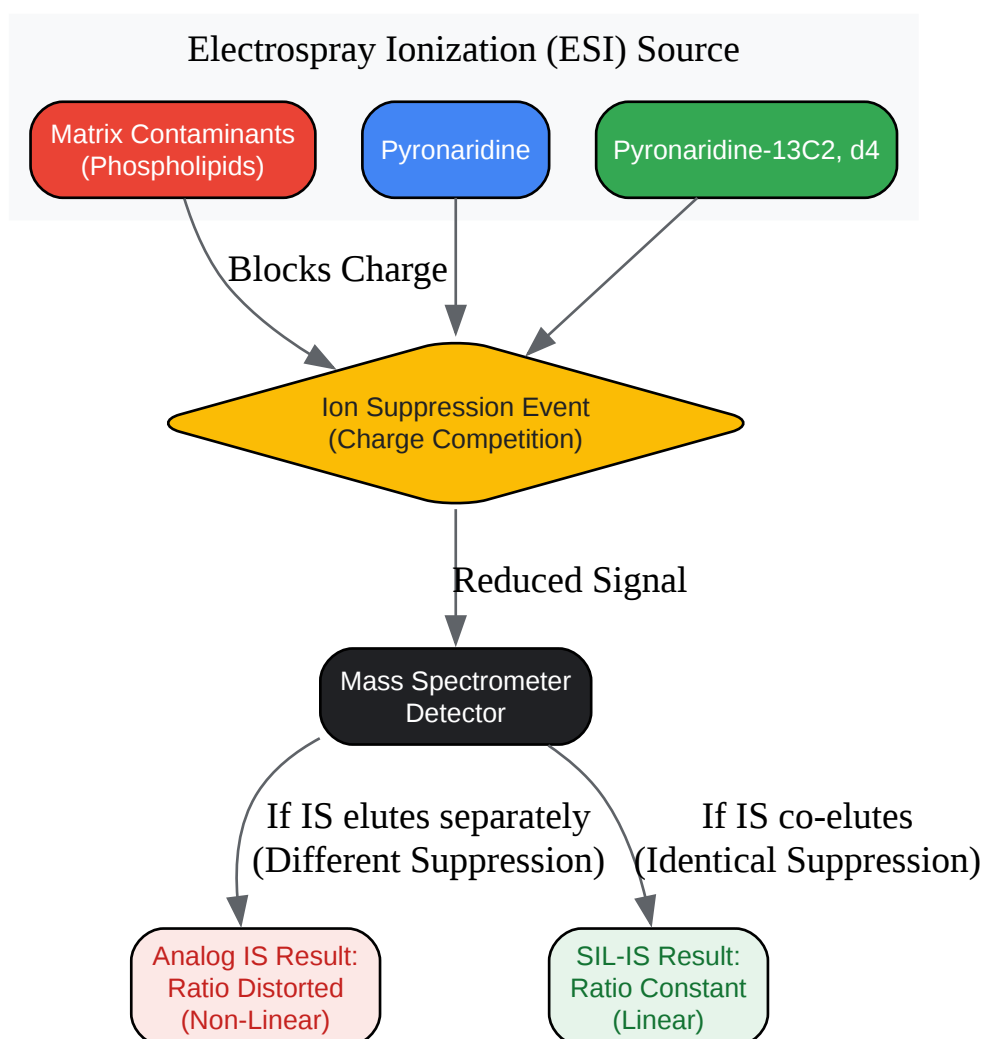 Electrospray Ionization (ESI) Source
Matrix Contaminants
(Phospholipids)
Pyronaridine
Pyronaridine-13C2, d4
Blocks Charge
Ion Suppression Event
(Charge Competition)
Reduced Signal
Mass Spectrometer
Detector
If IS elutes separately
(Different Suppression)
If IS co-elutes
(Identical Suppression)
Analog IS Result:
Ratio Distorted
(Non-Linear)
SIL-IS Result:
Ratio Constant
(Linear)